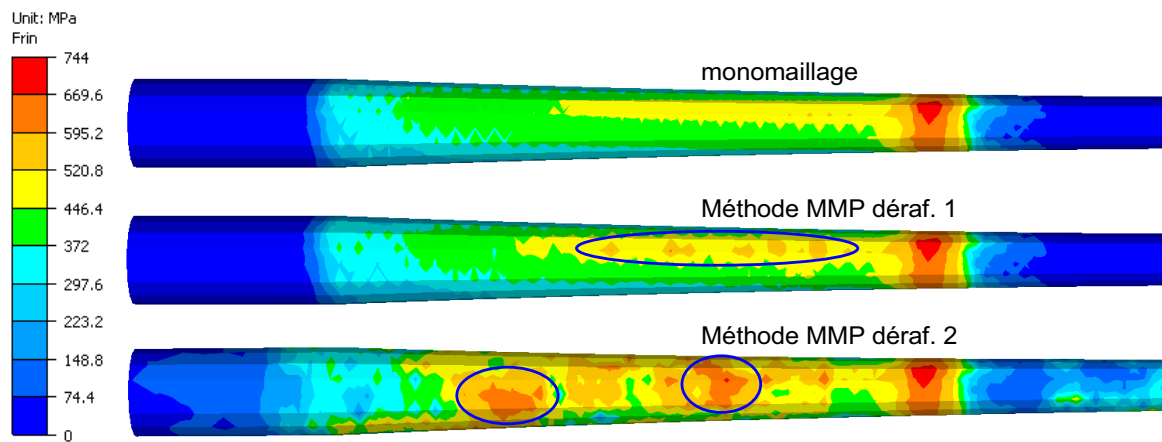 Unit: MPa
Frin
744
669.6
595.2
520.8
446.4
372
297.6
223.2
148.8
74.4
0
monomaillage
Méthode MMP déraf. 1
Méthode MMP déraf. 2